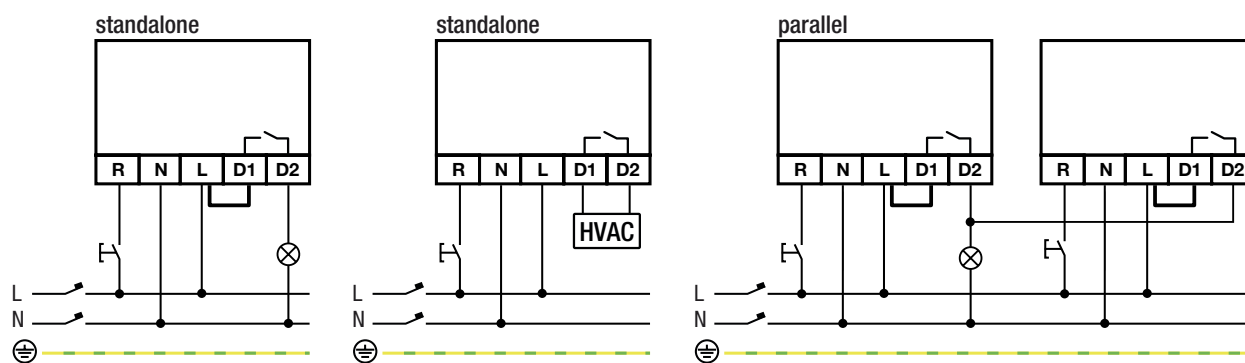 standalone
R N L D1 D2
L
N
standalone
R N L D1 D2
HVAC
L
N
parallel
R N L D1 D2
R N L D1 D2
L
N